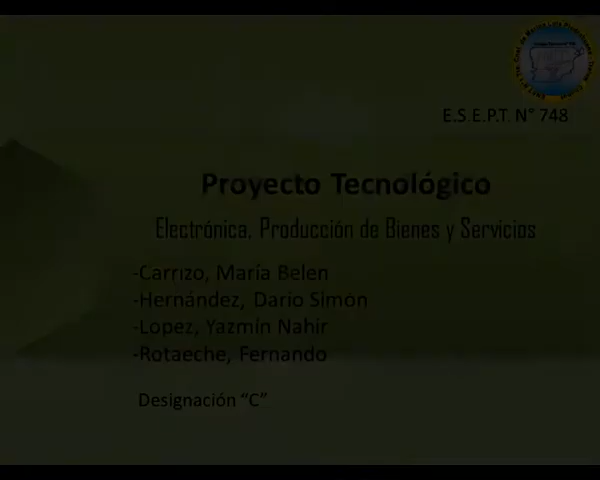 E.S.E.P.T. N° 748
Proyecto Tecnológico
Electrónica, Producción de Bienes y Servicios
-Carrizo, María Belen
-Hernández, Dario Simón
-Lopez, Yazmín Nahir
-Rotaeche, Fernando
Designación “C”